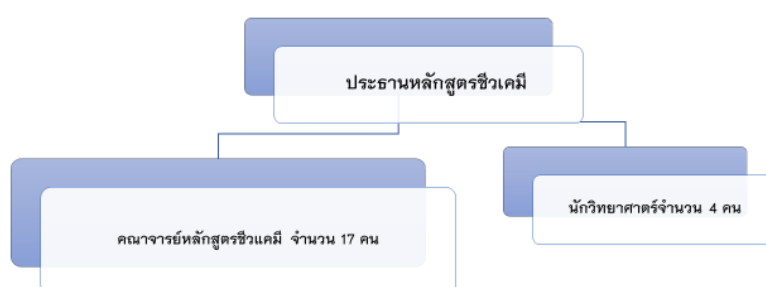 ประธานหลักสูตรชีวเคมี
คณาจารย์หลักสูตรชีวแคมี จำนวน 17 คน
นักวิทยาศาตร์จำนวน 4 คน